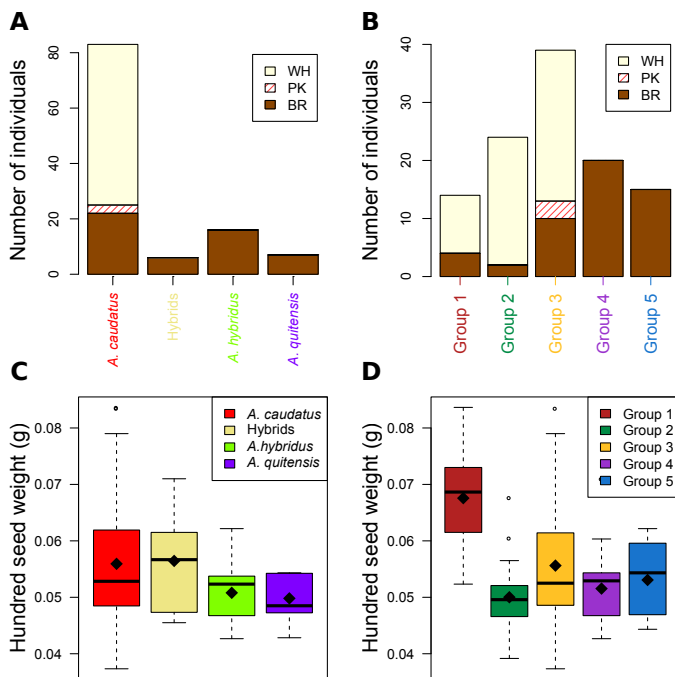 A
Number of individuals
80
60
40
20
0
WH
PK
BR
A. caudatus
Hybrids
A. hybridus
A. quitensis
B
Number of individuals
40
30
20
10
0
WH
PK
BR
Group 1
Group 2
Group 3
Group 4
Group 5
C
Hundred seed weight (g)
0.08
0.07
0.06
0.05
0.04
A. caudatus
Hybrids
A.hybridus
A. quitensis
D
Hundred seed weight (g)
0.08
0.07
0.06
0.05
0.04
Group 1
Group 2
Group 3
Group 4
Group 5